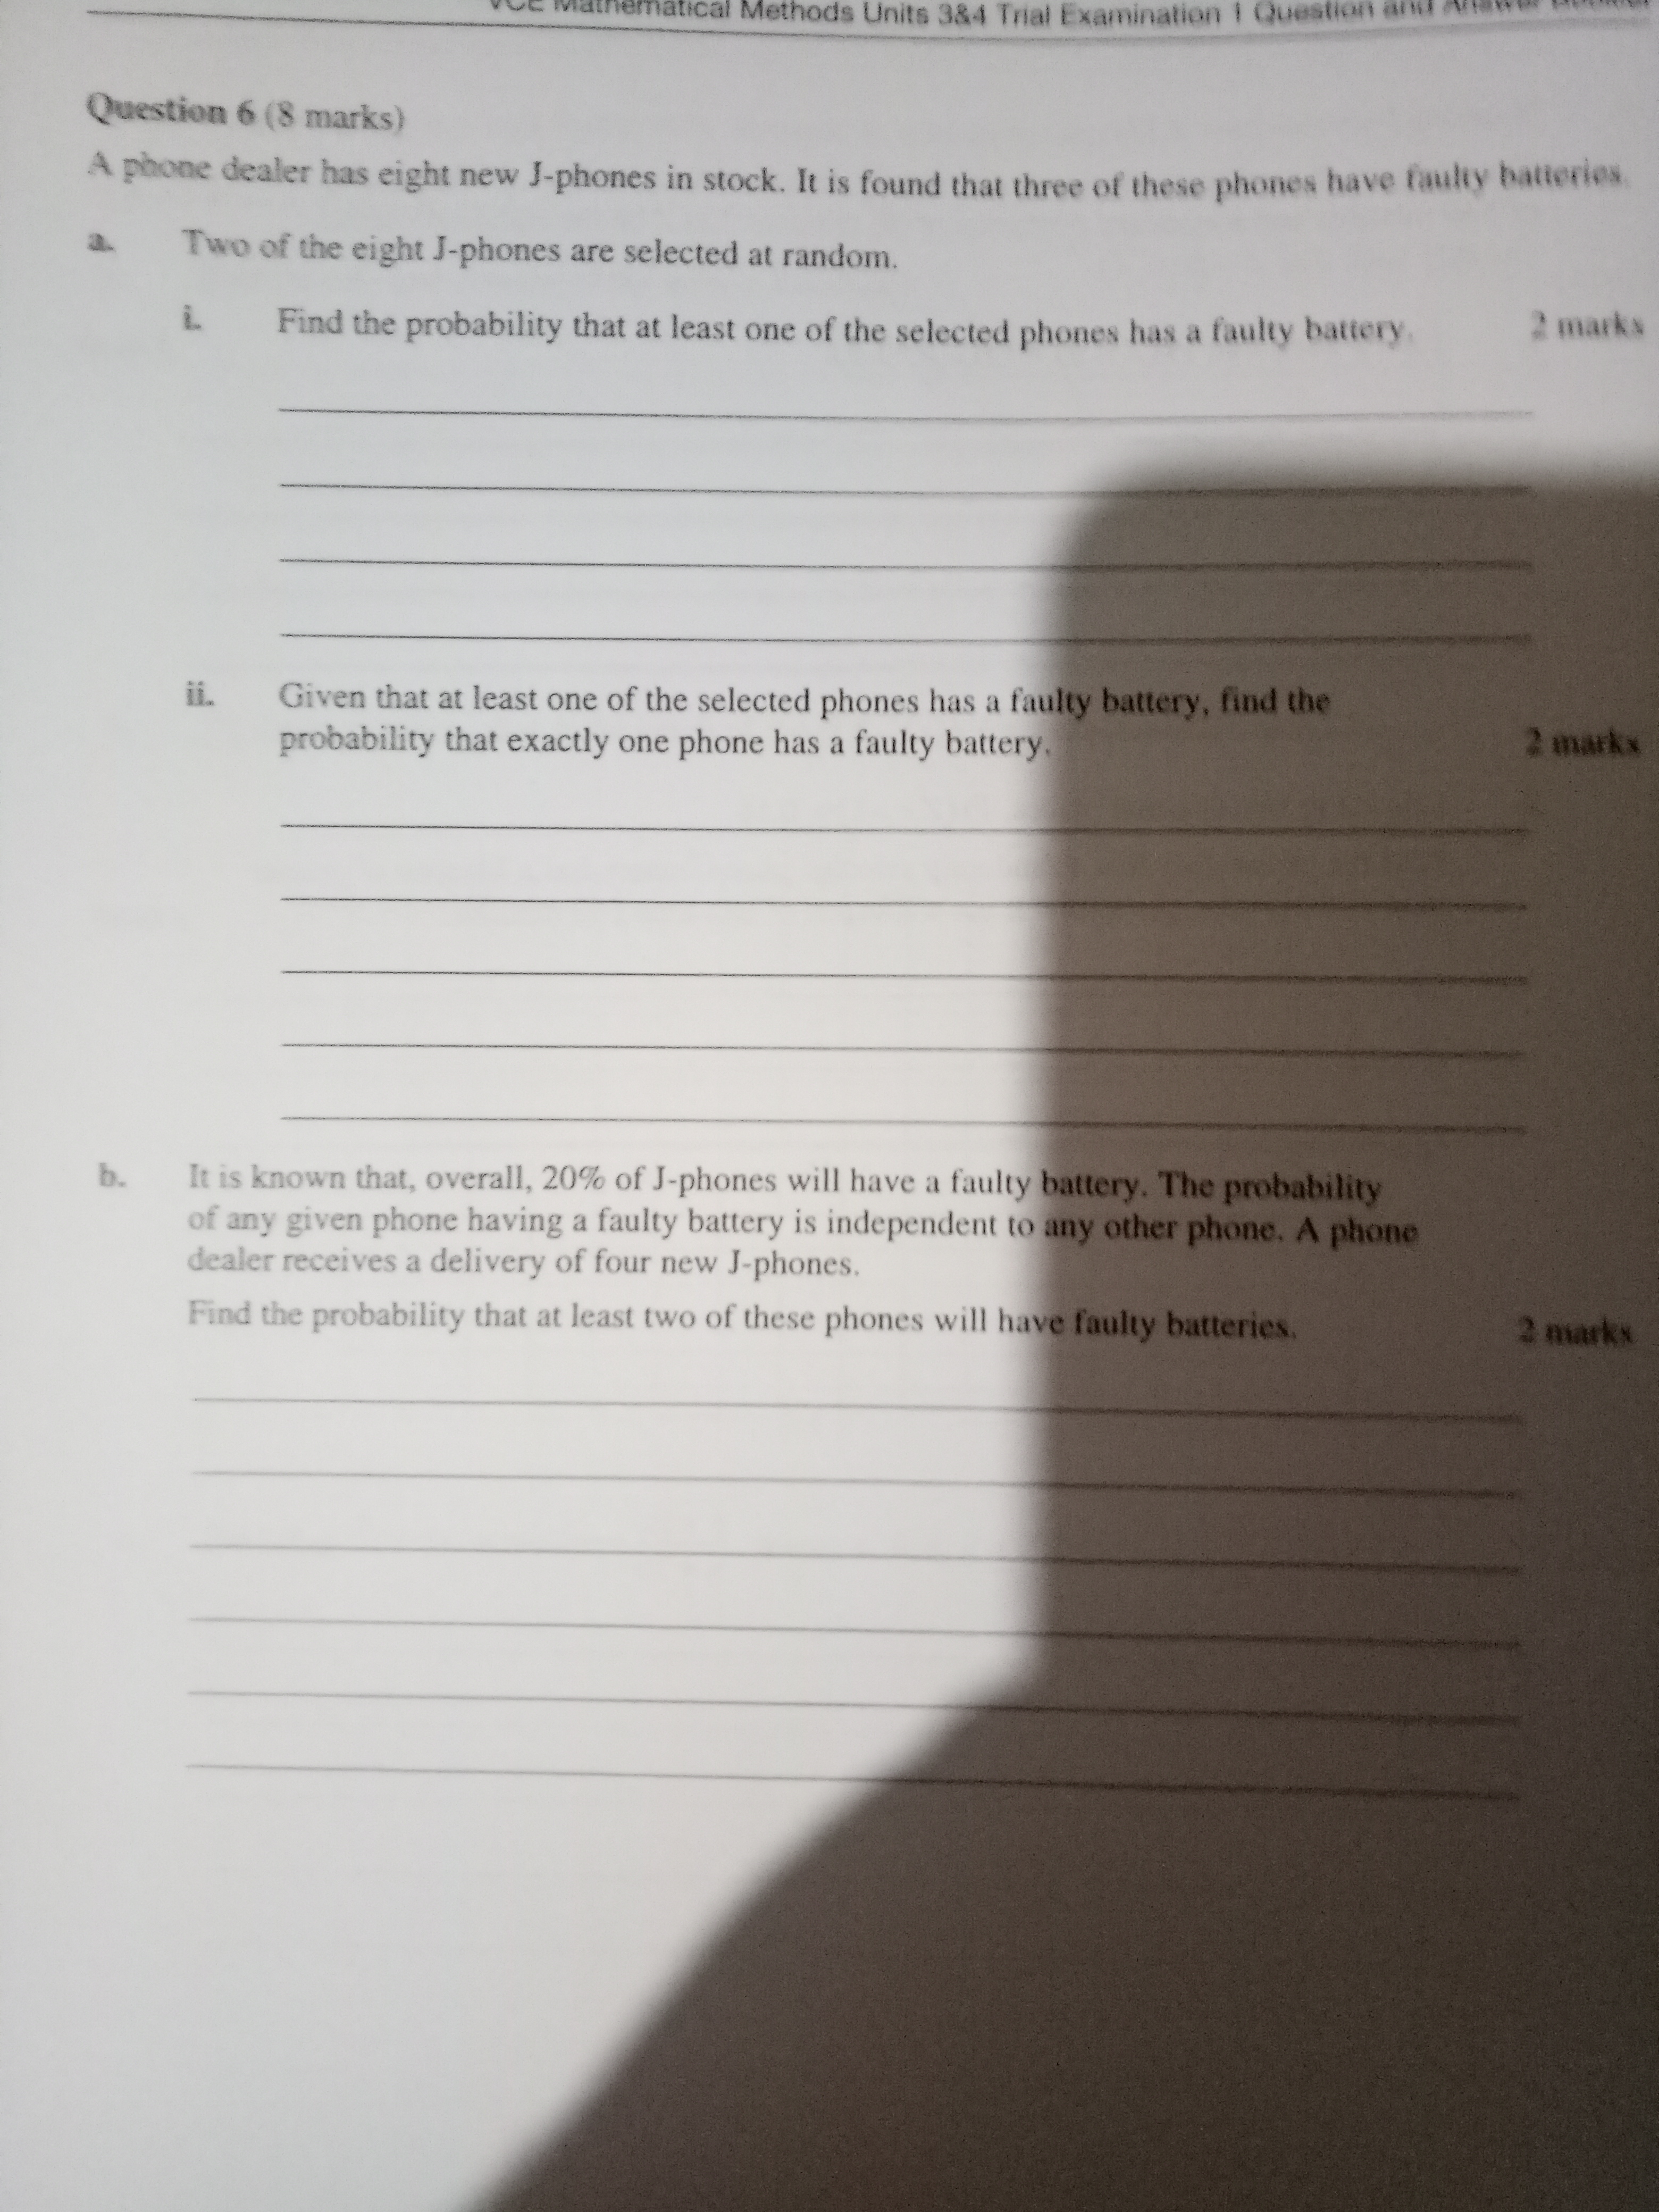 VCE Mathematical Methods Units 3&4 Trial Examination 1 Question and Answer Booklet
Question 6 (8 marks)
A phone dealer has eight new J-phones in stock. It is found that three of these phones have faulty batteries.
a. Two of the eight J-phones are selected at random.
i. Find the probability that at least one of the selected phones has a faulty battery. 2 marks
ii. Given that at least one of the selected phones has a faulty battery, find the
probability that exactly one phone has a faulty battery. 2 marks
b. It is known that, overall, 20% of J-phones will have a faulty battery. The probability
of any given phone having a faulty battery is independent to any other phone. A phone
dealer receives a delivery of four new J-phones.
Find the probability that at least two of these phones will have faulty batteries. 2 marks